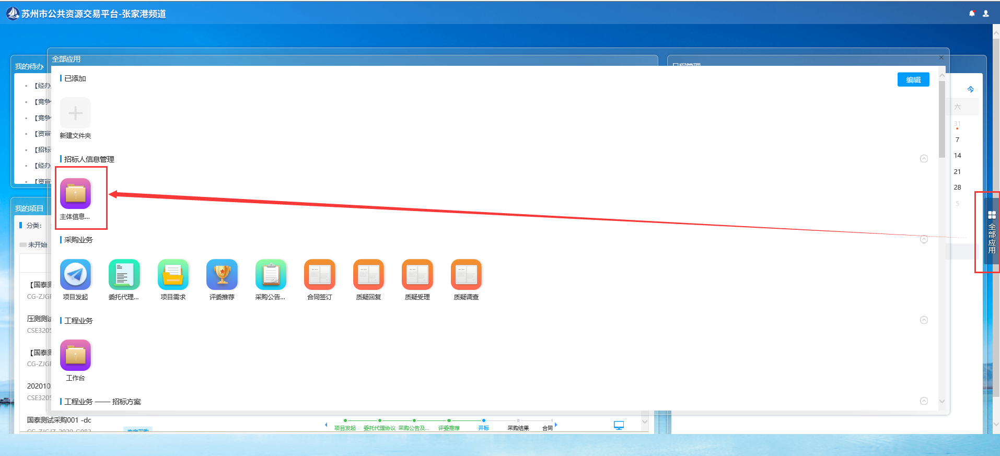 苏州市公共资源交易平台-张家港频道
全部应用
我的待办
【经办
【竞争
【竞争
【资审
【招标
【经办
【资审
已添加
编辑
新建文件夹
招标人信息管理
主体信息...
采购业务
项目发起
委托代理...
项目需求
评委推荐
采购公告...
合同签订
质疑回复
质疑受理
质疑调查
工程业务
工作台
工程业务 —— 招标方案
今
六
31
7
14
21
28
5
全部应用
我的项目
分类:
未开始
【国泰测
CG-ZJG
压测测试
CSE3205
【国泰测
CG-ZJG
202010
CSE3205
国泰测试采购001 -dc
项目发起
委托代理协议
采购公告及...
评委推荐
开标
采购结果
合同